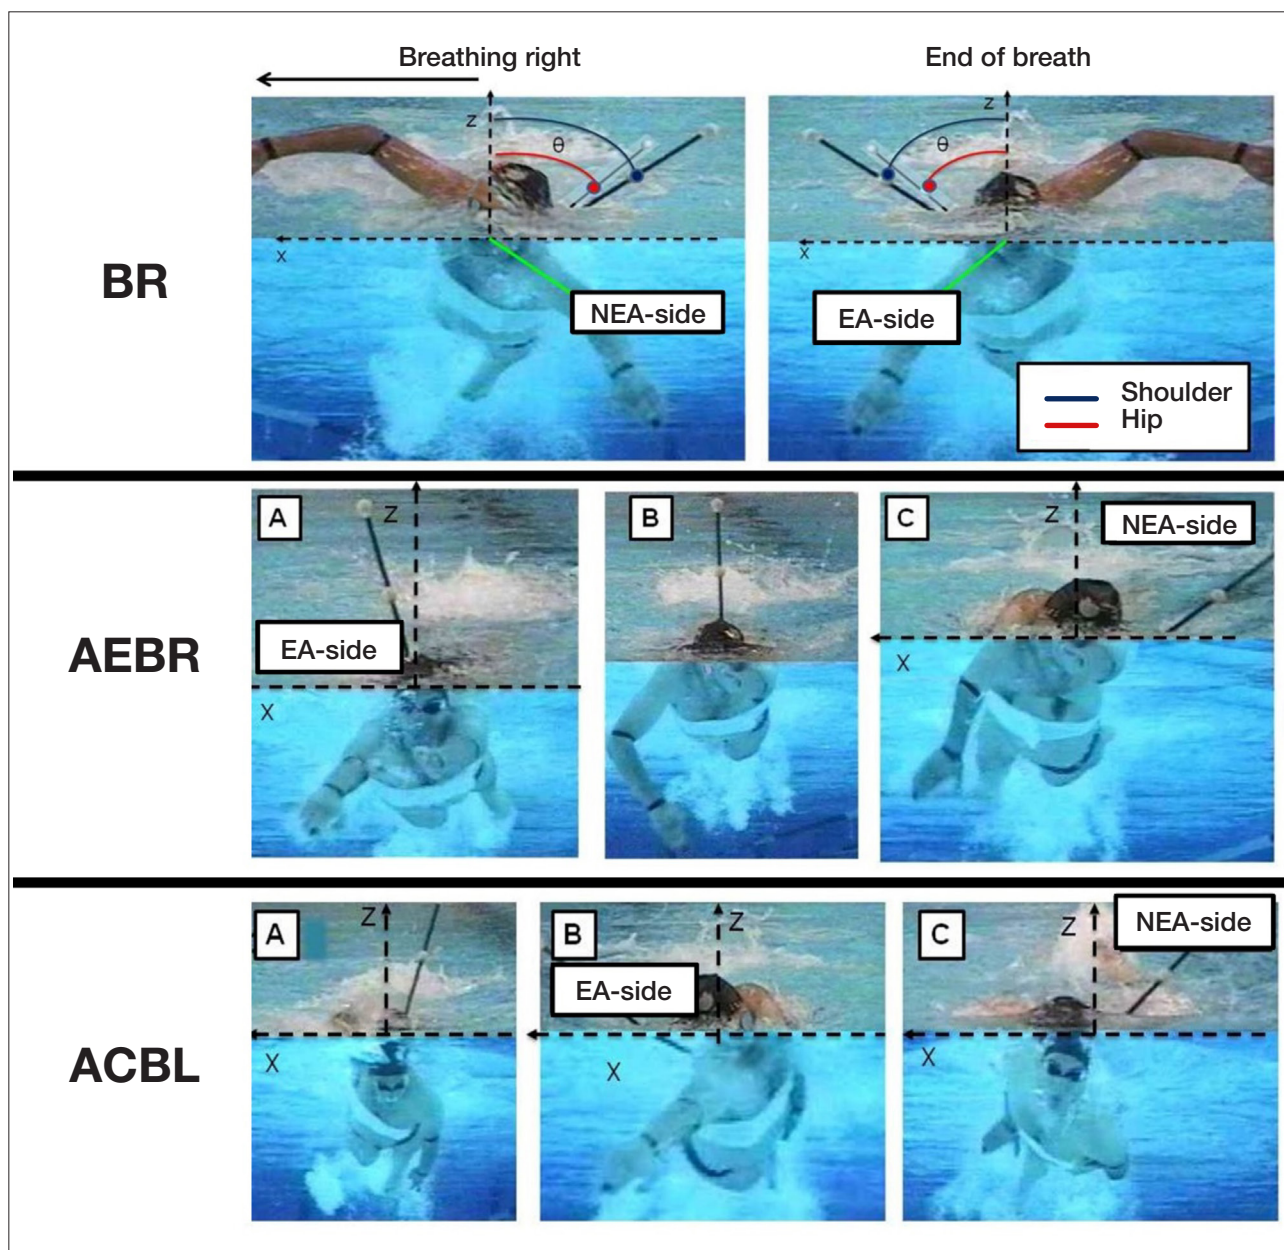 Breathing right
End of breath
z
θ
x
NEA-side
z
θ
x
EA-side
BR
Shoulder
Hip
A
Z
EA-side
X
B
C
Z
NEA-side
X
AEBR
A
Z
X
B
Z
EA-side
X
C
Z
NEA-side
X
ACBL